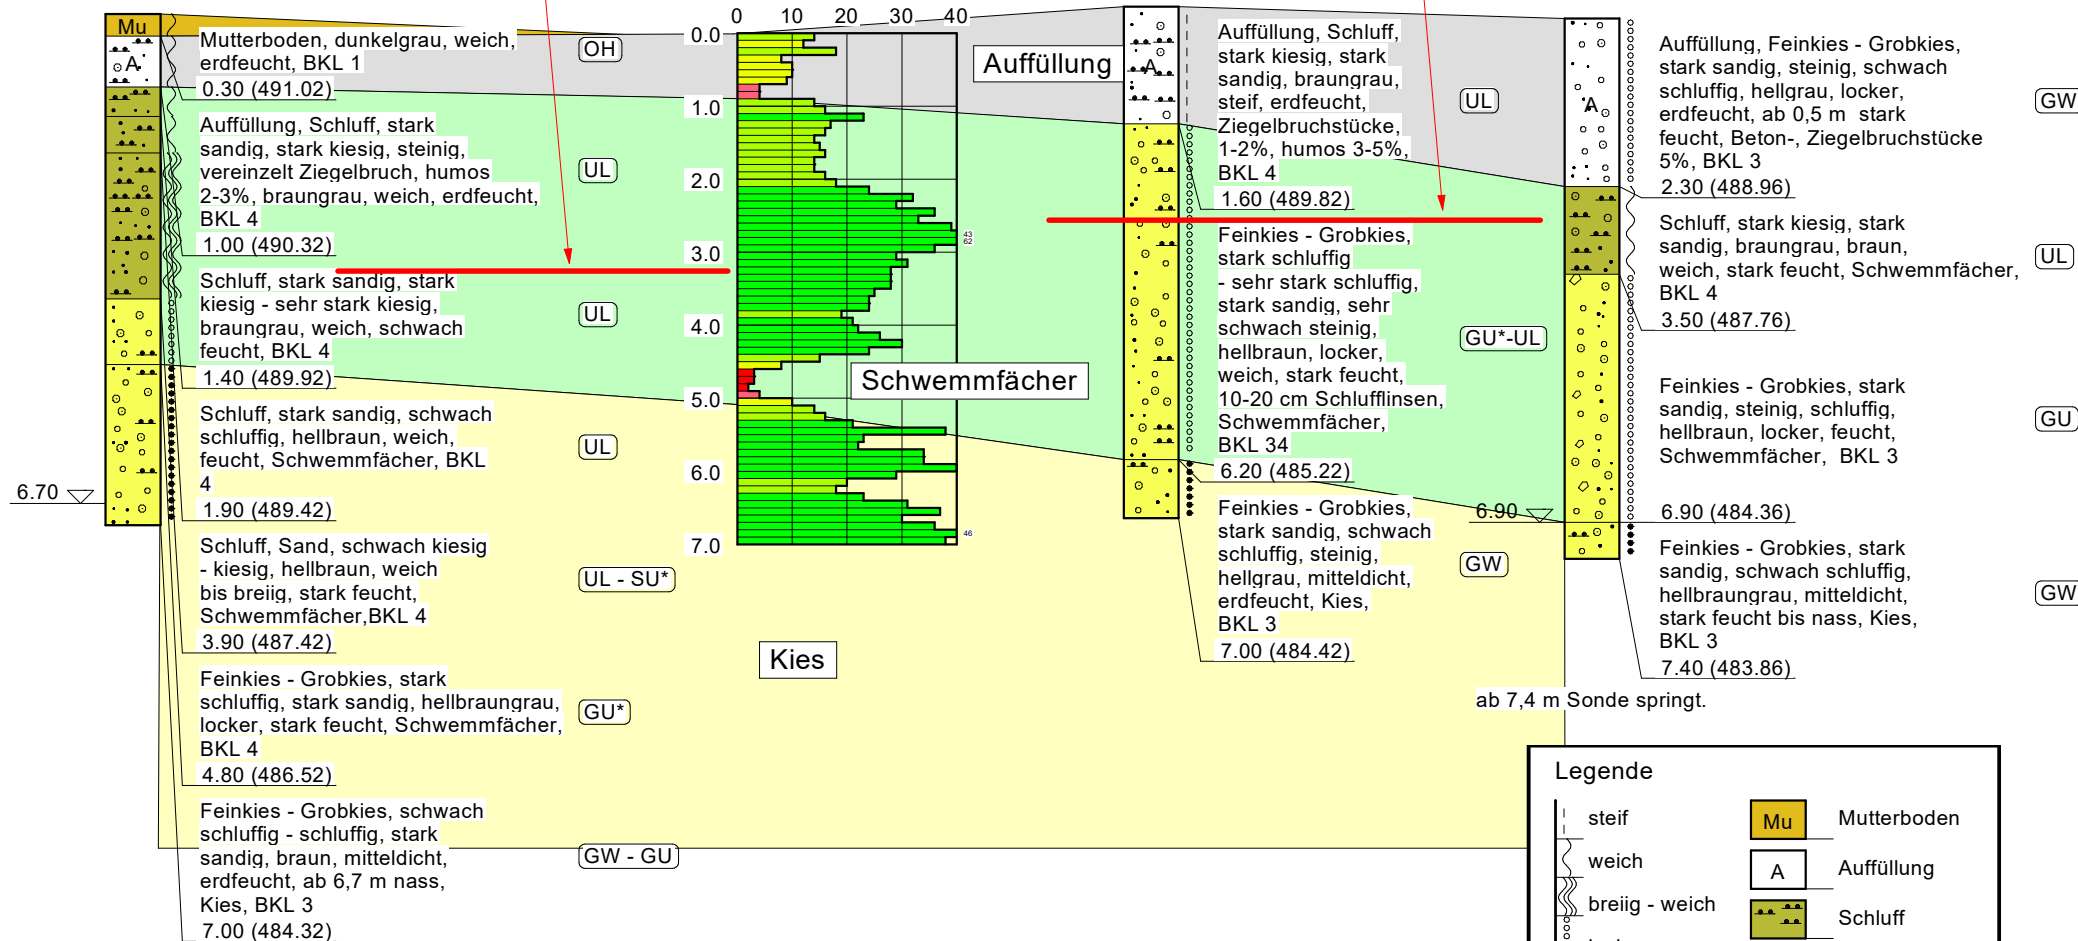 Mu
A
Mutterboden, dunkelgrau, weich,
erdfeucht, BKL 1
0.30 (491.02)
OH
Auffüllung, Schluff, stark
sandig, stark kiesig, steinig,
vereinzelt Ziegelbruch, humos
2-3%, braungrau, weich, erdfeucht,
BKL 4
1.00 (490.32)
UL
Schluff, stark sandig, stark
kiesig - sehr stark kiesig,
braungrau, weich, schwach
feucht, BKL 4
1.40 (489.92)
UL
Schluff, stark sandig, schwach
schluffig, hellbraun, weich,
feucht, Schwemmfächer, BKL
4
1.90 (489.42)
UL
6.70
Schluff, Sand, schwach kiesig
- kiesig, hellbraun, weich
bis breiig, stark feucht,
Schwemmfächer,BKL 4
3.90 (487.42)
UL - SU*
Feinkies - Grobkies, stark
schluffig, stark sandig, hellbraungrau,
locker, stark feucht, Schwemmfächer,
BKL 4
4.80 (486.52)
GU*
Feinkies - Grobkies, schwach
schluffig - schluffig, stark
sandig, braun, mitteldicht,
erdfeucht, ab 6,7 m nass,
Kies, BKL 3
7.00 (484.32)
GW - GU
0 10 20 30 40
0.0
1.0
2.0
3.0
4.0
5.0
6.0
7.0
43
62
46
Auffüllung
Schwemmfächer
Kies
A
Auffüllung, Schluff,
stark kiesig, stark
sandig, braungrau,
steif, erdfeucht,
Ziegelbruchstücke,
1-2%, humos 3-5%,
BKL 4
1.60 (489.82)
UL
Feinkies - Grobkies,
stark schluffig
- sehr stark schluffig,
stark sandig, sehr
schwach steinig,
hellbraun, locker,
weich, stark feucht,
10-20 cm Schlufflinsen,
Schwemmfächer,
BKL 34
6.20 (485.22)
GU*-UL
Feinkies - Grobkies,
stark sandig, schwach
schluffig, steinig,
hellgrau, mitteldicht,
erdfeucht, Kies,
BKL 3
7.00 (484.42)
GW
6.90
A
Auffüllung, Feinkies - Grobkies,
stark sandig, steinig, schwach
schluffig, hellgrau, locker,
erdfeucht, ab 0,5 m stark
feucht, Beton-, Ziegelbruchstücke
5%, BKL 3
2.30 (488.96)
GW
Schluff, stark kiesig, stark
sandig, braungrau, braun,
weich, stark feucht, Schwemmfächer,
BKL 4
3.50 (487.76)
UL
Feinkies - Grobkies, stark
sandig, steinig, schluffig,
hellbraun, locker, feucht,
Schwemmfächer, BKL 3
6.90 (484.36)
GU
Feinkies - Grobkies, stark
sandig, schwach schluffig,
hellbraungrau, mitteldicht,
stark feucht bis nass, Kies,
BKL 3
7.40 (483.86)
GW
ab 7,4 m Sonde springt.
Legende
steif
weich
breiig - weich
Mu Mutterboden
A Auffüllung
Schluff